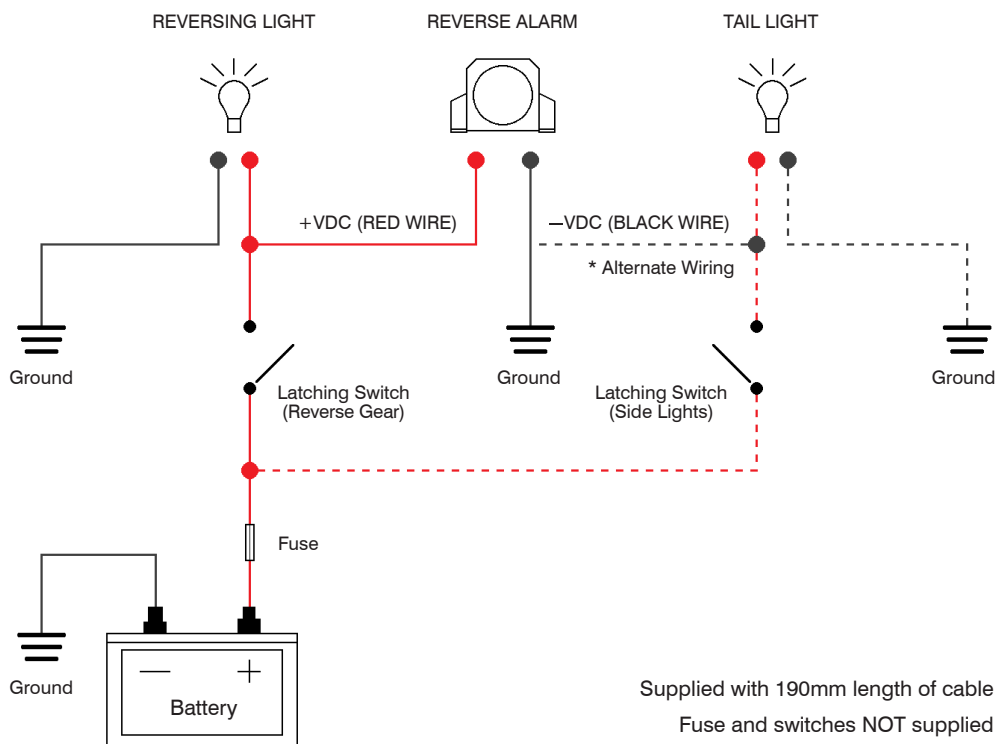 REVERSING LIGHT
REVERSE ALARM
TAIL LIGHT
+VDC (RED WIRE)
—VDC (BLACK WIRE)
* Alternate Wiring
Ground
Latching Switch
(Reverse Gear)
Ground
Latching Switch
(Side Lights)
Ground
Fuse
Ground
— +
Battery
Supplied with 190mm length of cable
Fuse and switches NOT supplied